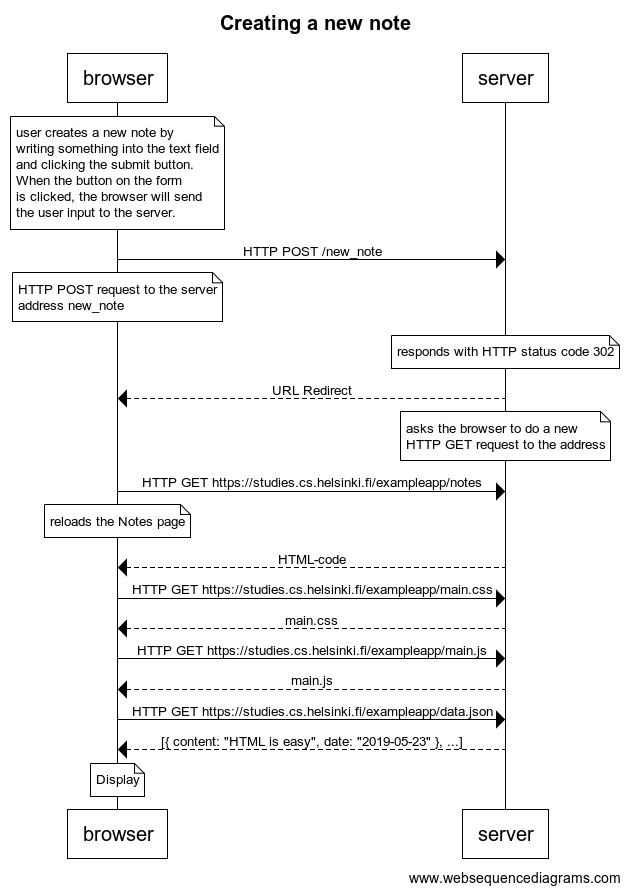 Creating a new note
browser
server
user creates a new note by
writing something into the text field
and clicking the submit button.
When the button on the form
is clicked, the browser will send
the user input to the server.
HTTP POST /new_note
HTTP POST request to the server
address new_note
responds with HTTP status code 302
URL Redirect
asks the browser to do a new
HTTP GET request to the address
HTTP GET https://studies.cs.helsinki.fi/exampleapp/notes
reloads the Notes page
HTML-code
HTTP GET https://studies.cs.helsinki.fi/exampleapp/main.css
main.css
HTTP GET https://studies.cs.helsinki.fi/exampleapp/main.js
main.js
HTTP GET https://studies.cs.helsinki.fi/exampleapp/data.json
[{ content: "HTML is easy", date: "2019-05-23" }, ...]
Display
browser
server
www.websequencediagrams.com